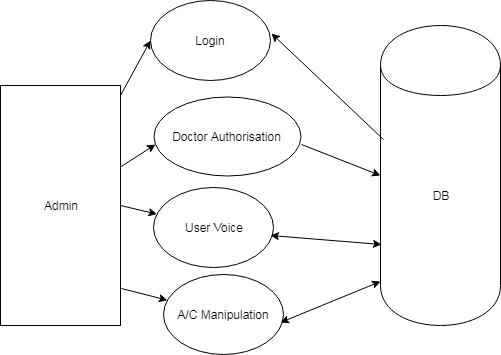 Login
Doctor Authorisation
Admin
DB
User Voice
A/C Manipulation